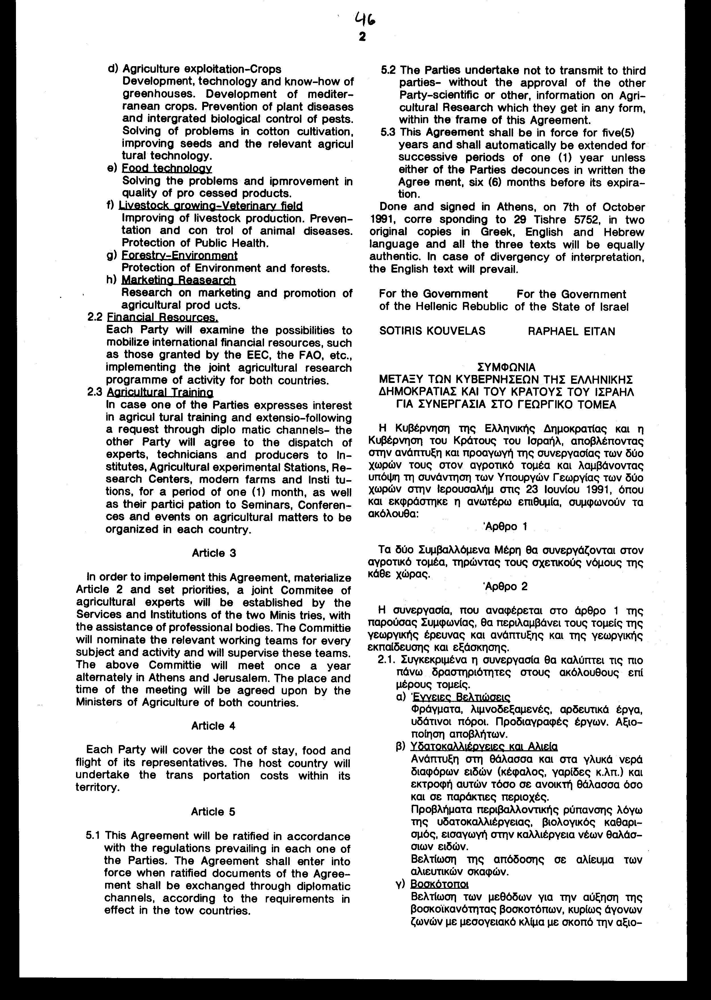 46
2
d) Agriculture exploitation-Crops
Development, technology and know-how of
greenhouses. Development of mediter-
ranean crops. Prevention of plant diseases
and intergrated biological control of pests.
Solving of problems in cotton cultivation,
improving seeds and the relevant agricul
tural technology.
e) Food technology
Solving the problems and ipmrovement in
quality of pro cessed products.
f) Livestock growing-Veterinary field
Improving of livestock production. Preven-
tation and con trol of animal diseases.
Protection of Public Health.
g) Forestry-Environment
Protection of Environment and forests.
h) Marketing Reasearch
Research on marketing and promotion of
agricultural prod ucts.
2.2 Financial Resources.
Each Party will examine the possibilities to
mobilize international financial resources, such
as those granted by the EEC, the FAO, etc.,
implementing the joint agricultural research
programme of activity for both countries.
2.3 Agricultural Training
In case one of the Parties expresses interest
in agricul tural training and extensio-following
a request through diplo matic channels- the
other Party will agree to the dispatch of
experts, technicians and producers to In-
stitutes, Agricultural experimental Stations, Re-
search Centers, modern farms and Insti tu-
tions, for a period of one (1) month, as well
as their partici pation to Seminars, Conferen-
ces and events on agricultural matters to be
organized in each country.
Article 3
In order to impelement this Agreement, materialize
Article 2 and set priorities, a joint Commitee of
agricultural experts will be established by the
Services and Institutions of the two Minis tries, with
the assistance of professional bodies. The Committie
will nominate the relevant working teams for every
subject and activity and will supervise these teams.
The above Committie will meet once a year
alternately in Athens and Jerusalem. The place and
time of the meeting will be agreed upon by the
Ministers of Agriculture of both countries.
Article 4
Each Party will cover the cost of stay, food and
flight of its representatives. The host country will
undertake the trans portation costs within its
territory.
Article 5
5.1 This Agreement will be ratified in accordance
with the regulations prevailing in each one of
the Parties. The Agreement shall enter into
force when ratified documents of the Agree-
ment shall be exchanged through diplomatic
channels, according to the requirements in
effect in the tow countries.
5.2 The Parties undertake not to transmit to third
parties- without the approval of the other
Party-scientific or other, information on Agri-
cultural Research which they get in any form,
within the frame of this Agreement.
5.3 This Agreement shall be in force for five(5)
years and shall automatically be extended for
successive periods of one (1) year unless
either of the Parties decounces in written the
Agree ment, six (6) months before its expira-
tion.
Done and signed in Athens, on 7th of October
1991, corre sponding to 29 Tishre 5752, in two
original copies in Greek, English and Hebrew
language and all the three texts will be equally
authentic. In case of divergency of interpretation,
the English text will prevail.
For the Government For the Government
of the Hellenic Rebublic of the State of Israel
SOTIRIS KOUVELAS RAPHAEL EITAN
ΣΥΜΦΩΝΙΑ
ΜΕΤΑΞΥ ΤΩΝ ΚΥΒΕΡΝΗΣΕΩΝ ΤΗΣ ΕΛΛΗΝΙΚΗΣ
ΔΗΜΟΚΡΑΤΙΑΣ ΚΑΙ ΤΟΥ ΚΡΑΤΟΥΣ ΤΟΥ ΙΣΡΑΗΛ
ΓΙΑ ΣΥΝΕΡΓΑΣΙΑ ΣΤΟ ΓΕΩΡΓΙΚΟ ΤΟΜΕΑ
Η Κυβέρνηση της Ελληνικής Δημοκρατίας και η
Κυβέρνηση του Κράτους του Ισραήλ, αποβλέποντας
στην ανάπτυξη και προαγωγή της συνεργασίας των δύο
χωρών τους στον αγροτικό τομέα και λαμβάνοντας
υπόψη τη συνάντηση των Υπουργών Γεωργίας των δύο
χωρών στην Ιερουσαλήμ στις 23 Ιουνίου 1991, όπου
και εκφράστηκε η ανωτέρω επιθυμία, συμφωνούν τα
ακόλουθα:
Άρθρο 1
Τα δύο Συμβαλλόμενα Μέρη θα συνεργάζονται στον
αγροτικό τομέα, τηρώντας τους σχετικούς νόμους της
κάθε χώρας.
Άρθρο 2
Η συνεργασία, που αναφέρεται στο άρθρο 1 της
παρούσας Συμφωνίας, θα περιλαμβάνει τους τομείς της
γεωργικής έρευνας και ανάπτυξης και της γεωργικής
εκπαίδευσης και εξάσκησης.
2.1. Συγκεκριμένα η συνεργασία θα καλύπτει τις πιο
πάνω δραστηριότητες στους ακόλουθους επί
μέρους τομείς.
α) Έγγειες Βελτιώσεις
Φράγματα, λιμνοδεξαμενές, αρδευτικά έργα,
υδάτινοι πόροι. Προδιαγραφές έργων. Αξιο-
ποίηση αποβλήτων.
β) Υδατοκαλλιέργειες και Αλιεία
Ανάπτυξη στη θάλασσα και στα γλυκά νερά
διαφόρων ειδών (κέφαλος, γαρίδες κ.λπ.) και
εκτροφή αυτών τόσο σε ανοικτή θάλασσα όσο
και σε παράκτιες περιοχές.
Προβλήματα περιβαλλοντικής ρύπανσης λόγω
της υδατοκαλλιέργειας, βιολογικός καθαρι-
σμός, εισαγωγή στην καλλιέργεια νέων θαλάσ-
σιων ειδών.
Βελτίωση της απόδοσης σε αλίευμα των
αλιευτικών σκαφών.
γ) Βοσκότοποι
Βελτίωση των μεθόδων για την αύξηση της
βοσκοϊκανότητας βοσκοτόπων, κυρίως άγονων
ζωνών με μεσογειακό κλίμα με σκοπό την αξιο-